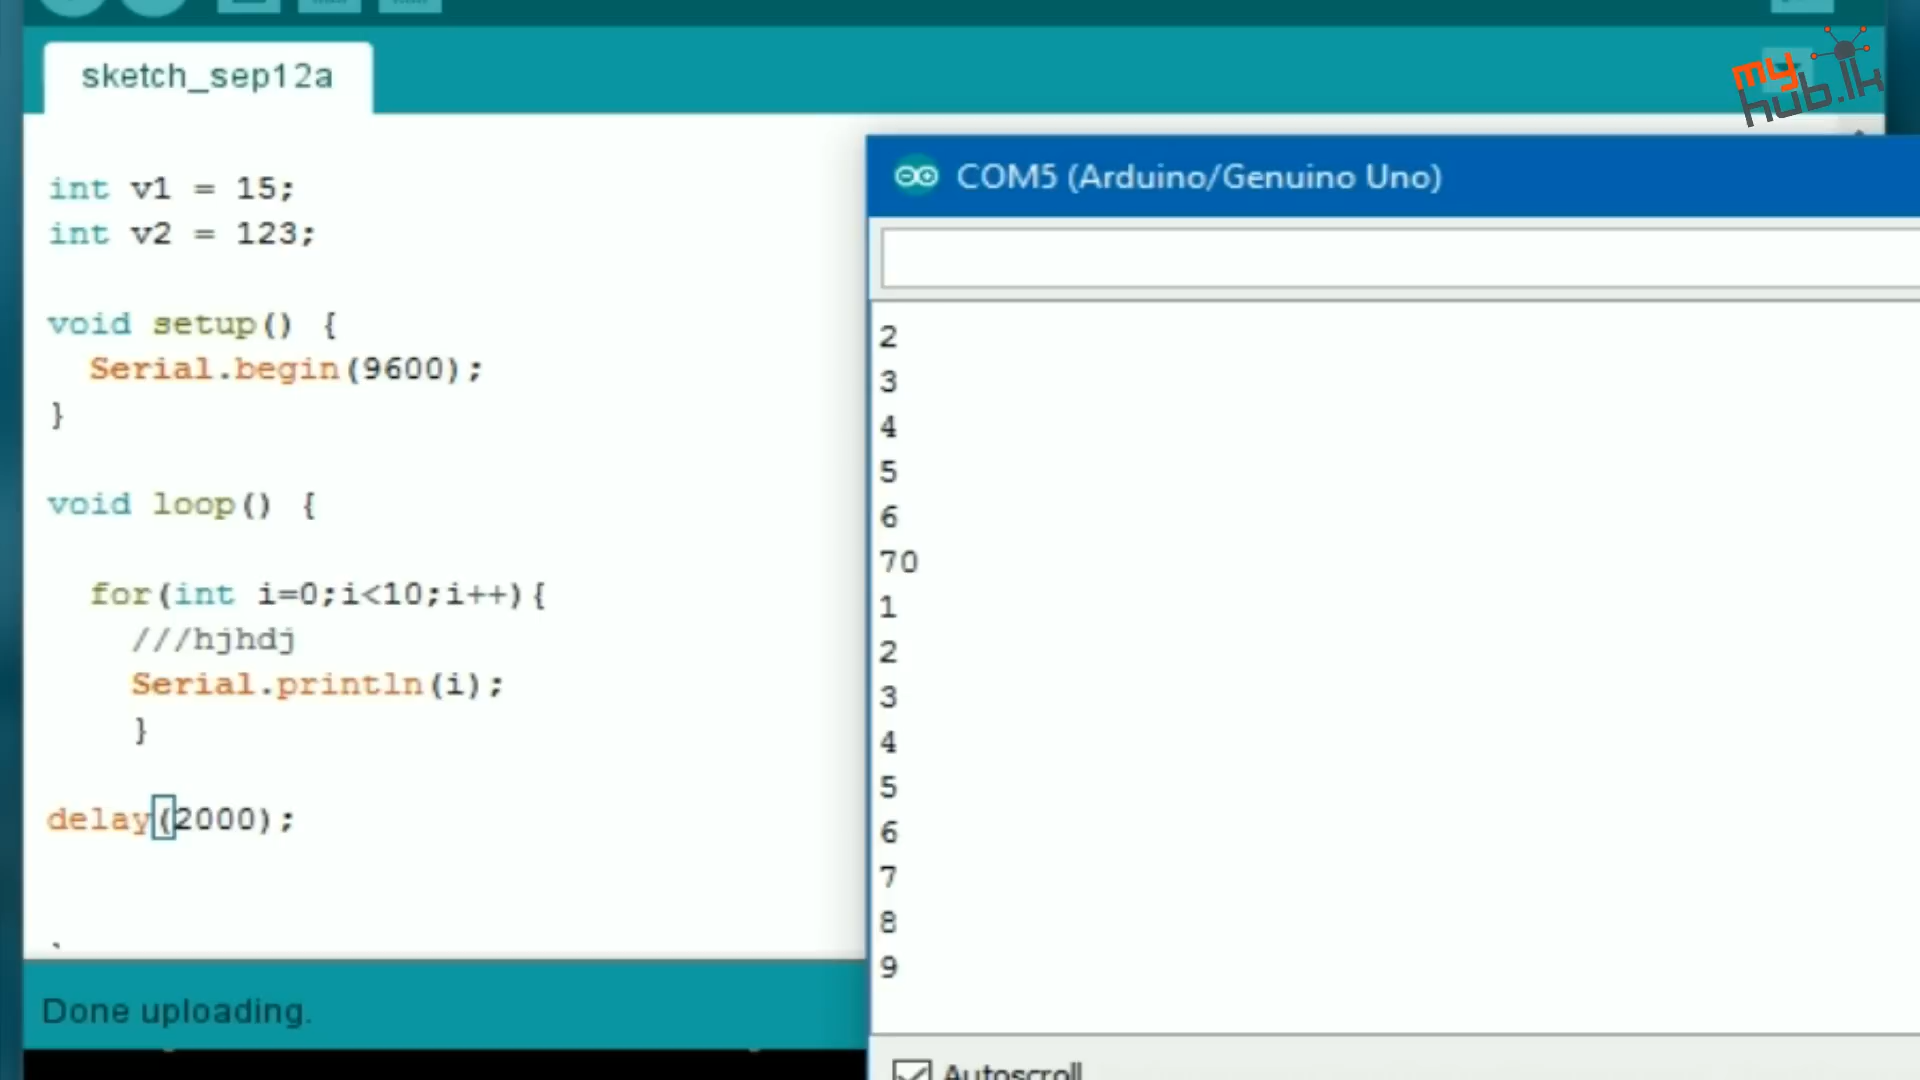 sketch_sep12a
my
hub.lk
int v1 = 15;
int v2 = 123;
void setup() {
Serial.begin(9600);
}
void loop() {
for(int i=0;i<10;i++){
///hjhdj
Serial.println(i);
}
delay(2000);
Done uploading.
COM5 (Arduino/Genuino Uno)
2
3
4
5
6
70
1
2
3
4
5
6
7
8
9
Autoscroll